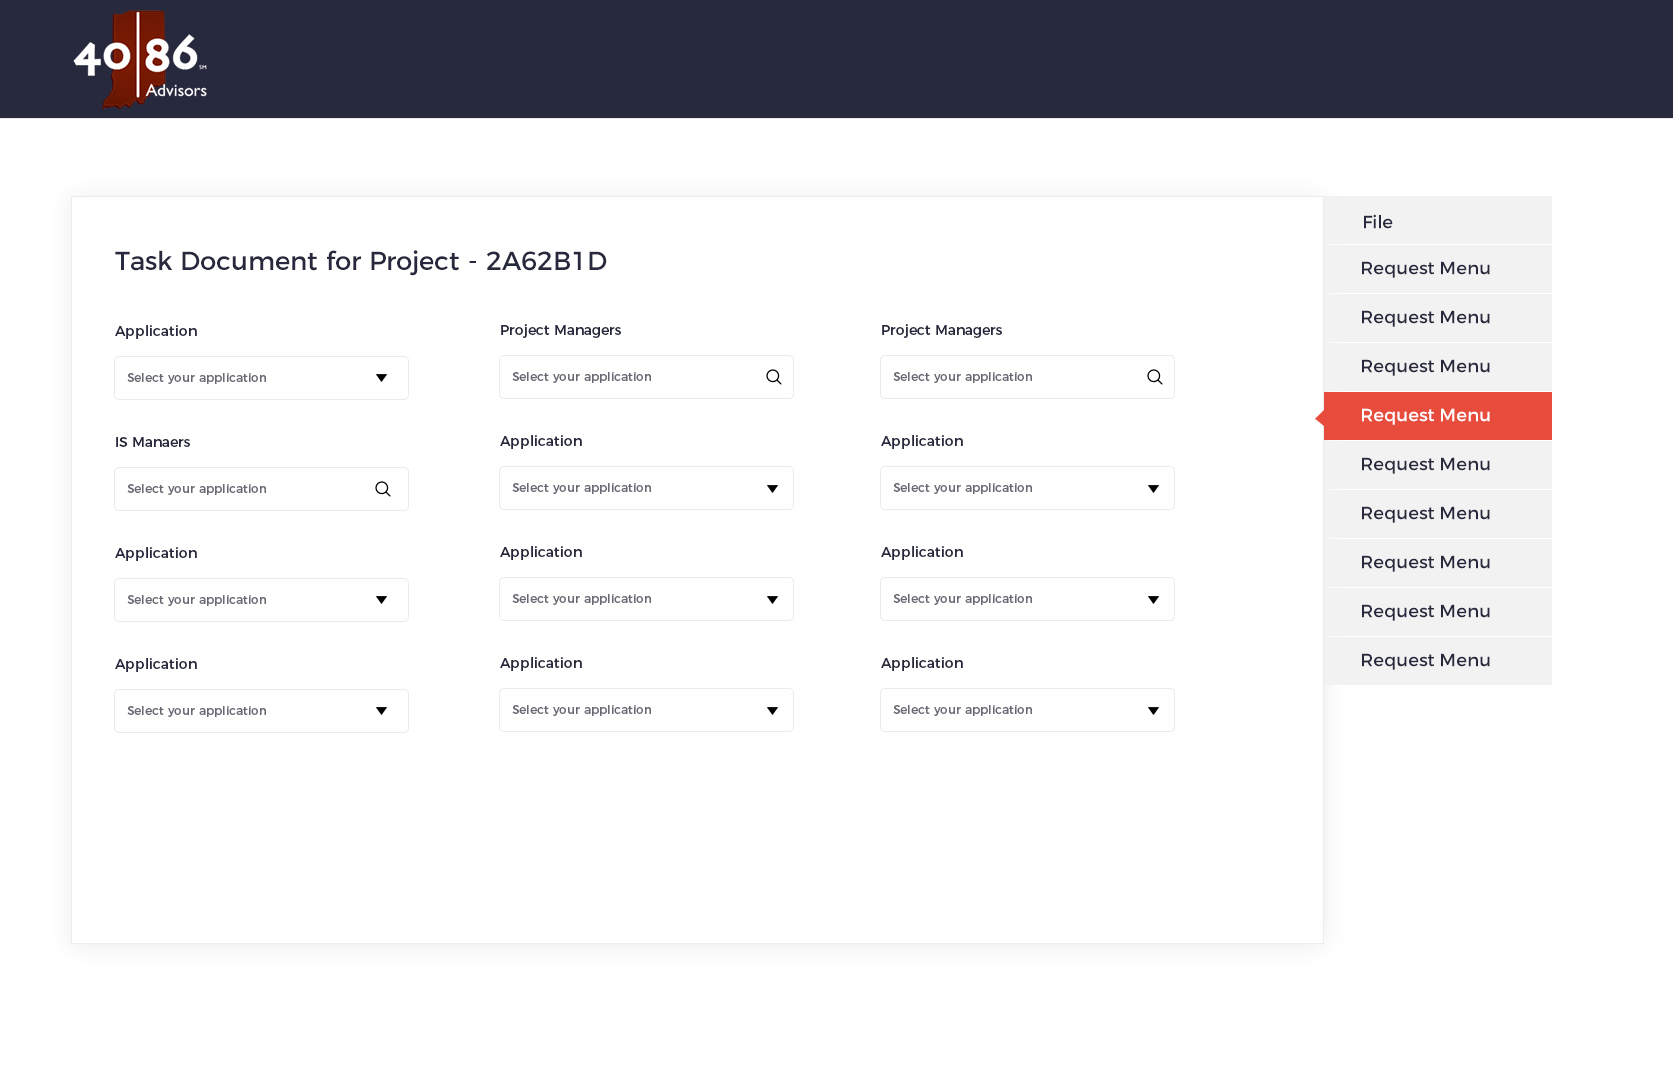 40|86 SM
Advisors
Task Document for Project - 2A62B1D
Application
Select your application
Project Managers
Select your application
Project Managers
Select your application
IS Manaers
Select your application
Application
Select your application
Application
Select your application
Application
Select your application
Application
Select your application
Application
Select your application
Application
Select your application
Application
Select your application
Application
Select your application
File
Request Menu
Request Menu
Request Menu
Request Menu
Request Menu
Request Menu
Request Menu
Request Menu
Request Menu